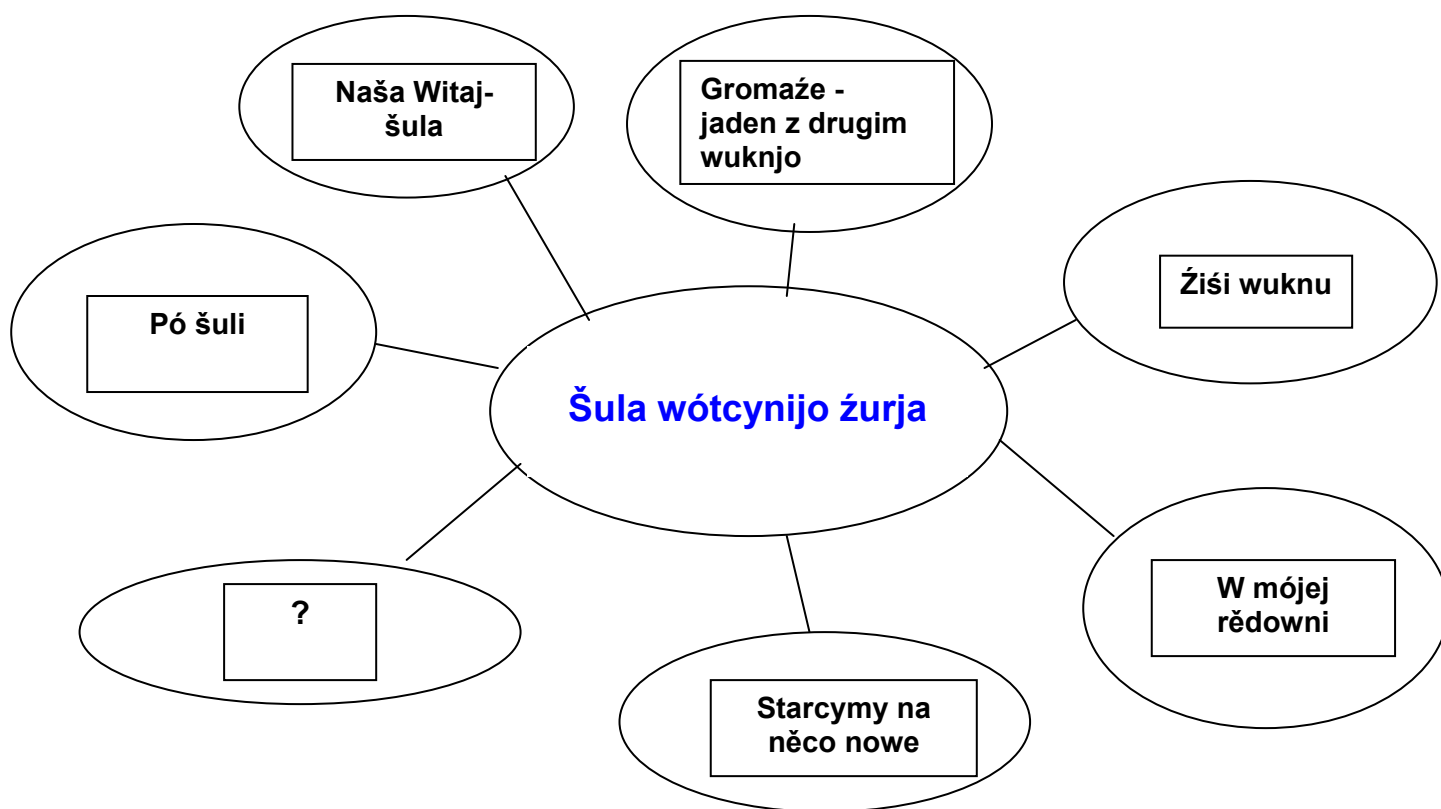 Naša Witaj-
šula
Gromaźe -
jaden z drugim
wuknjo
Źiśi wuknu
Pó šuli
Šula wótcynijo źurja
?
W mójej
rědowni
Starcymy na
něco nowe